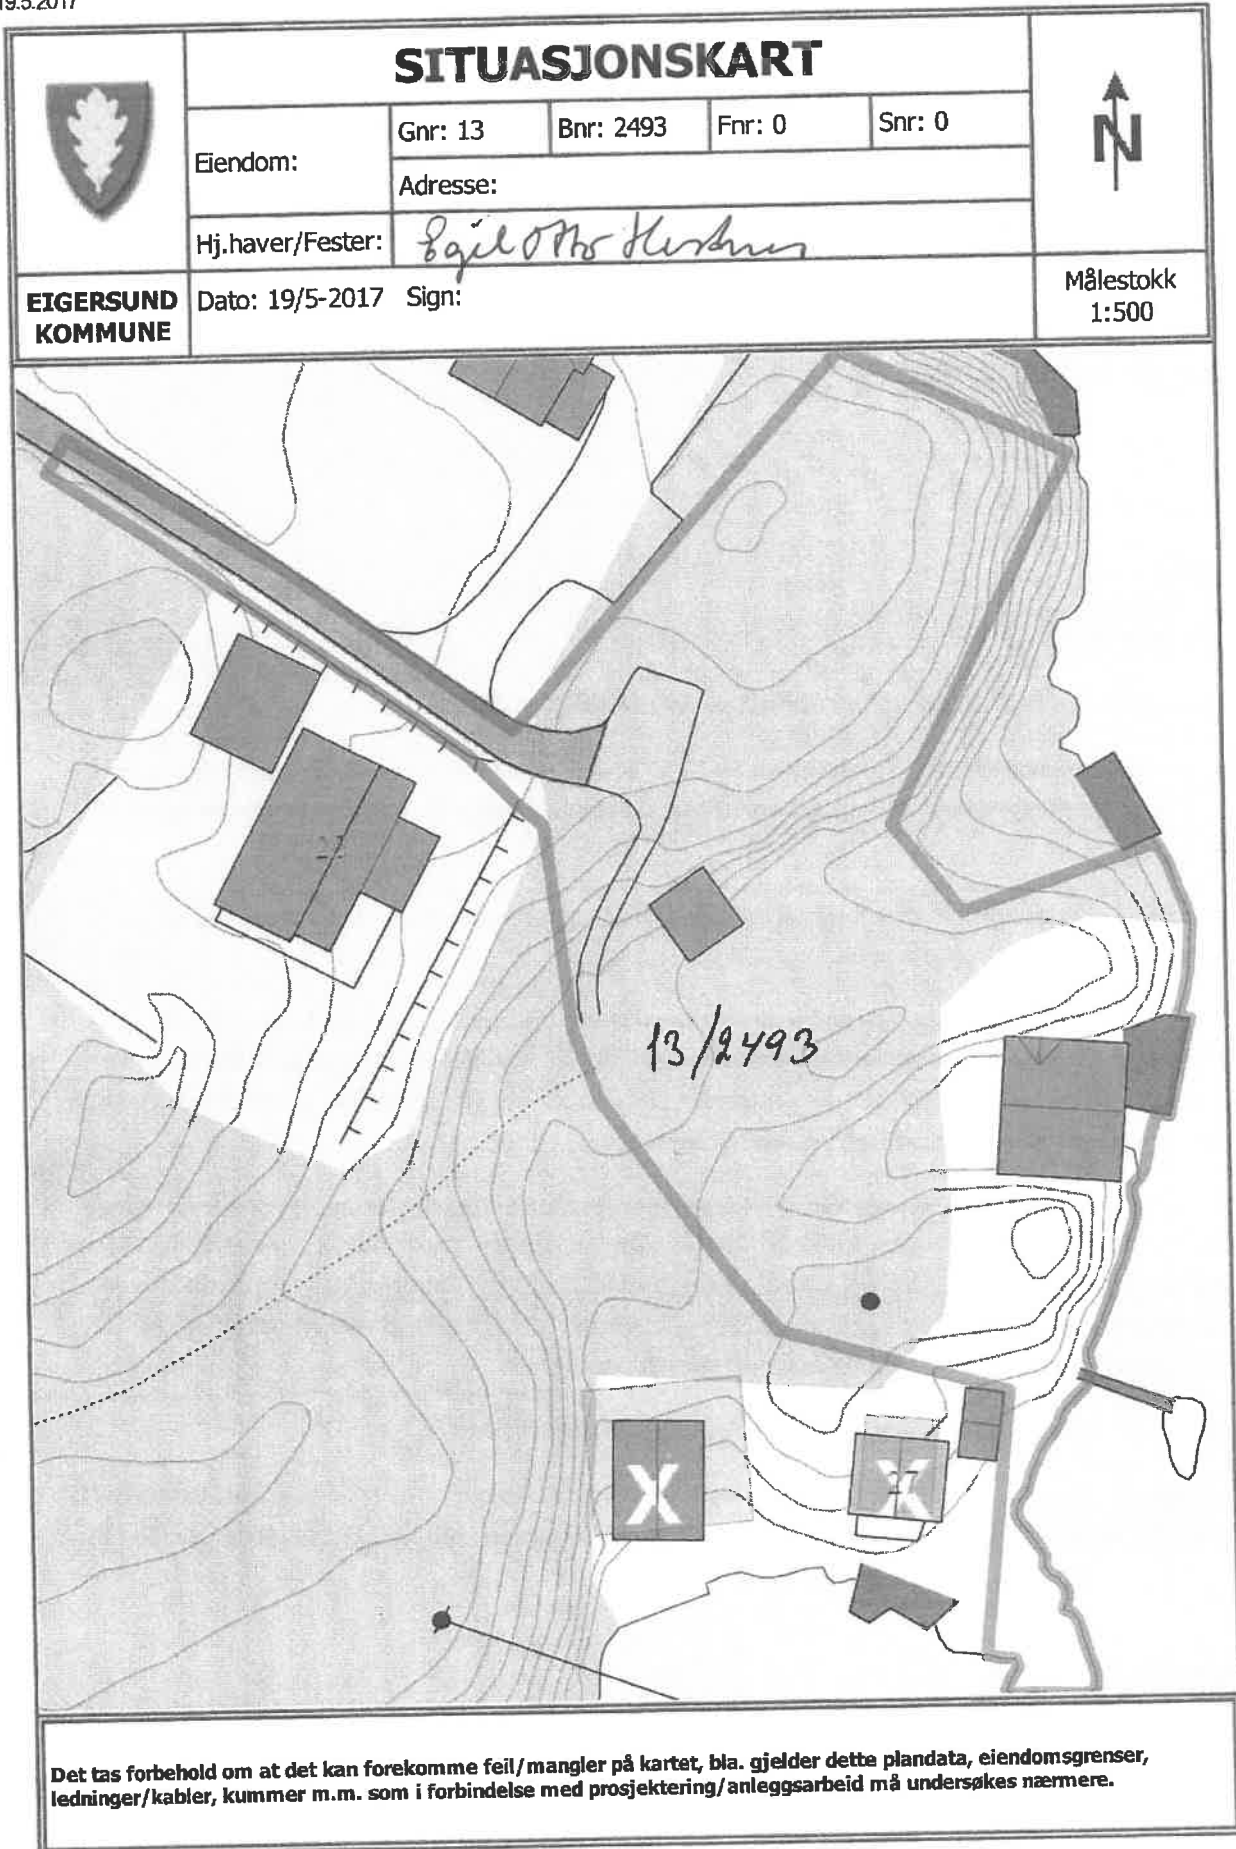 19.5.2017
SITUASJONSKART
Eiendom:
Gnr: 13
Bnr: 2493
Fnr: 0
Snr: 0
Adresse:
Hj.haver/Fester: Egil Otto
N
EIGERSUND
KOMMUNE
Dato: 19/5-2017 Sign:
Målestokk
1:500
13/2493
X
X
27
Det tas forbehold om at det kan forekomme feil/mangler på kartet, bla. gjelder dette plandata, eiendomsgrenser,
ledninger/kabler, kummer m.m. som i forbindelse med prosjektering/anleggsarbeid må undersøkes nærmere.